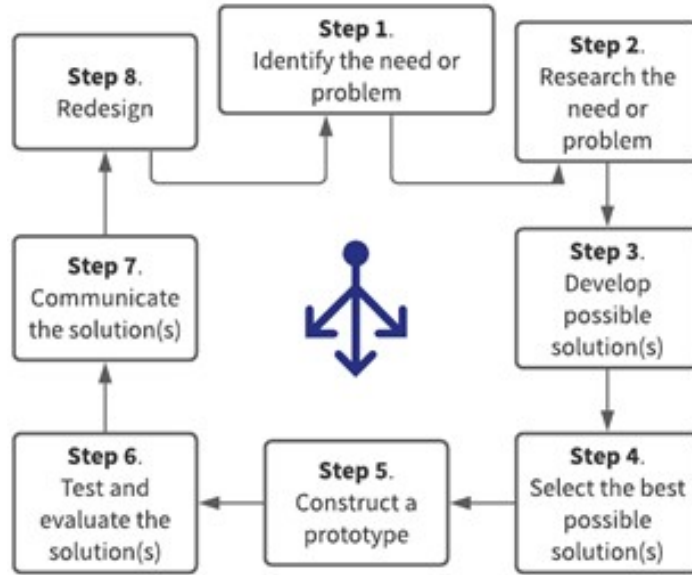 Step 1.
Identify the need or
problem
Step 2.
Research the
need or
problem
Step 3.
Develop
possible
solution(s)
Step 4.
Select the best
possible
solution(s)
Step 5.
Construct a
prototype
Step 6.
Test and
evaluate the
solution(s)
Step 7.
Communicate
the solution(s)
Step 8.
Redesign